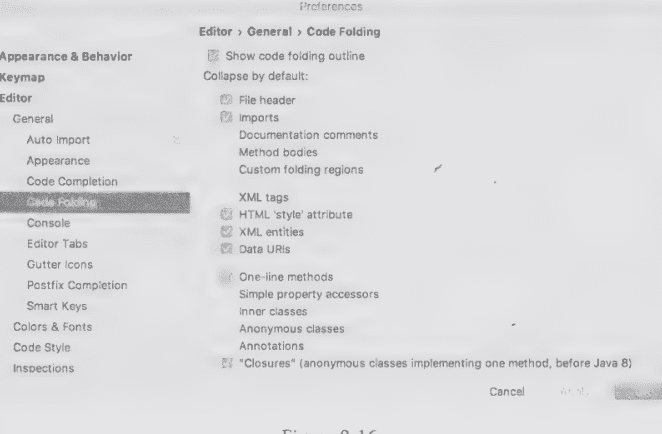 Preferences
Editor › General › Code Folding
Appearance & Behavior
Keymap
Editor
General
Auto Import
Appearance
Code Completion
Code Folding
Console
Editor Tabs
Gutter Icons
Postfix Completion
Smart Keys
Colors & Fonts
Code Style
Inspections
Show code folding outline
Collapse by default:
File header
Imports
Documentation comments
Method bodies
Custom folding regions
XML tags
HTML 'style' attribute
XML entities
Data URIs
One-line methods
Simple property accessors
Inner classes
Anonymous classes
Annotations
"Closures" (anonymous classes implementing one method, before Java 8)
Cancel